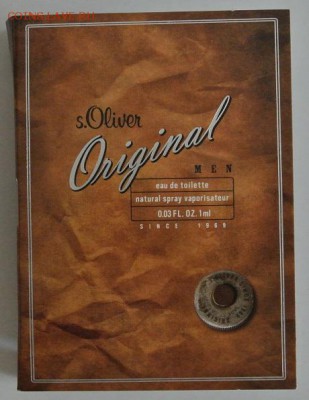 s.Oliver
Original
MEN
eau de toilette
natural spray vaporisateur
0.03 FL. OZ. 1ml
SINCE 1969